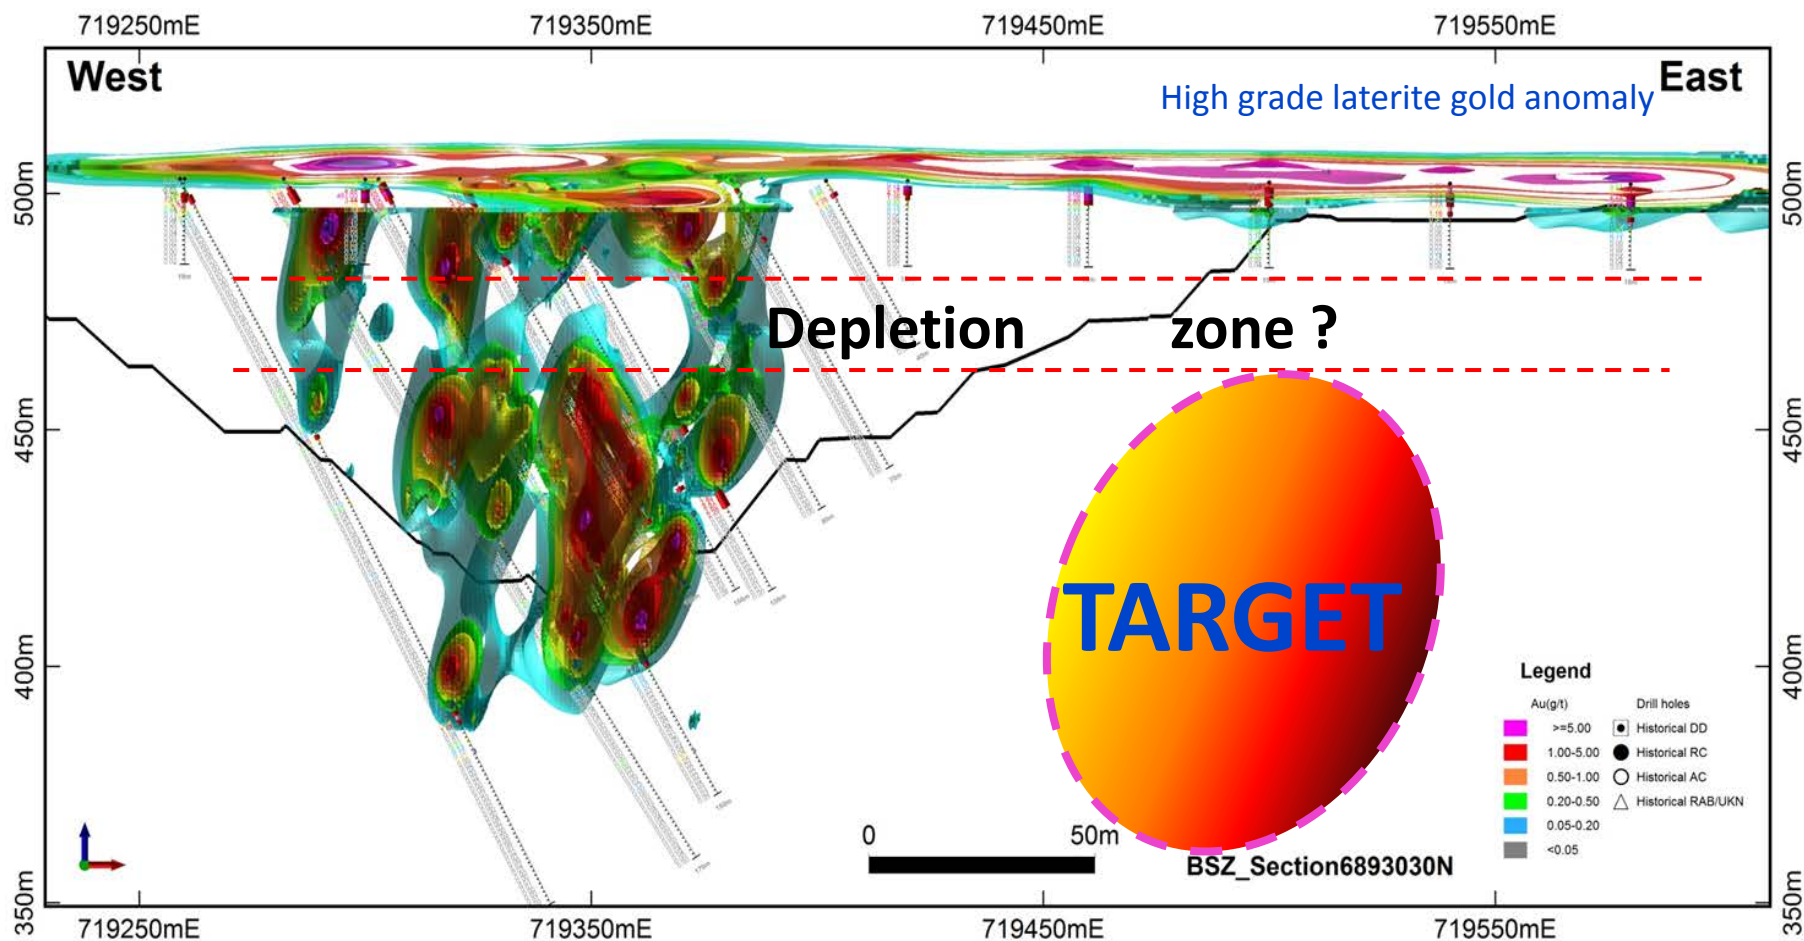 719250mE 719350mE 719450mE 719550mE
West East
High grade laterite gold anomaly
500m 500m
Depletion zone ?
450m 450m
TARGET
400m 400m
Legend
Au(g/t) Drill holes
>=5.00 Historical DD
1.00-5.00 Historical RC
0.50-1.00 Historical AC
0.20-0.50 Historical RAB/UKN
0.05-0.20
<0.05
0 50m
BSZ_Section6893030N
350m 350m
719250mE 719350mE 719450mE 719550mE